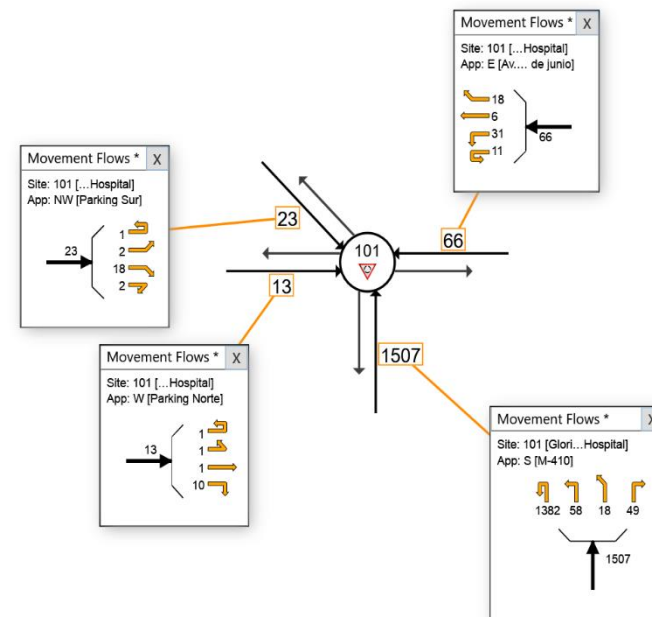 Movement Flows * X
Site: 101 [...Hospital]
App: E [Av.... de junio]
18
6
31
11
66
Movement Flows * X
Site: 101 [...Hospital]
App: NW [Parking Sur]
23
1
2
18
2
23
101
66
13
1507
Movement Flows * X
Site: 101 [...Hospital]
App: W [Parking Norte]
13
1
1
1
10
Movement Flows * X
Site: 101 [Glori...Hospital]
App: S [M-410]
1382 58 18 49
1507